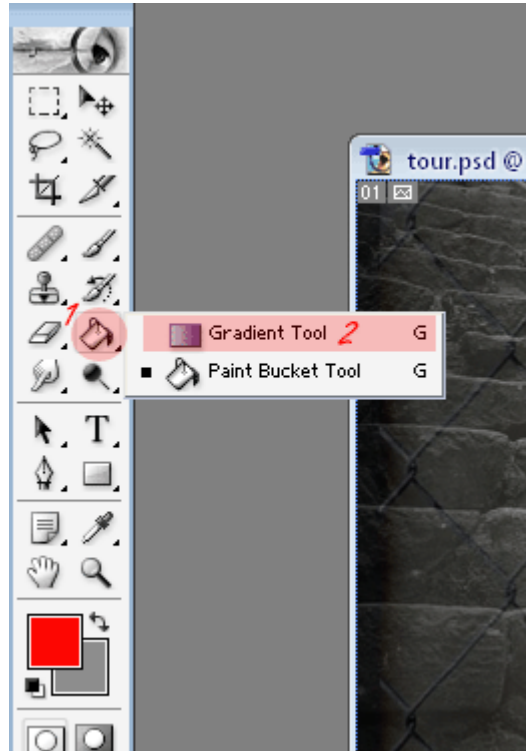 tour.psd @
01
1
Gradient Tool 2 G
Paint Bucket Tool G
T